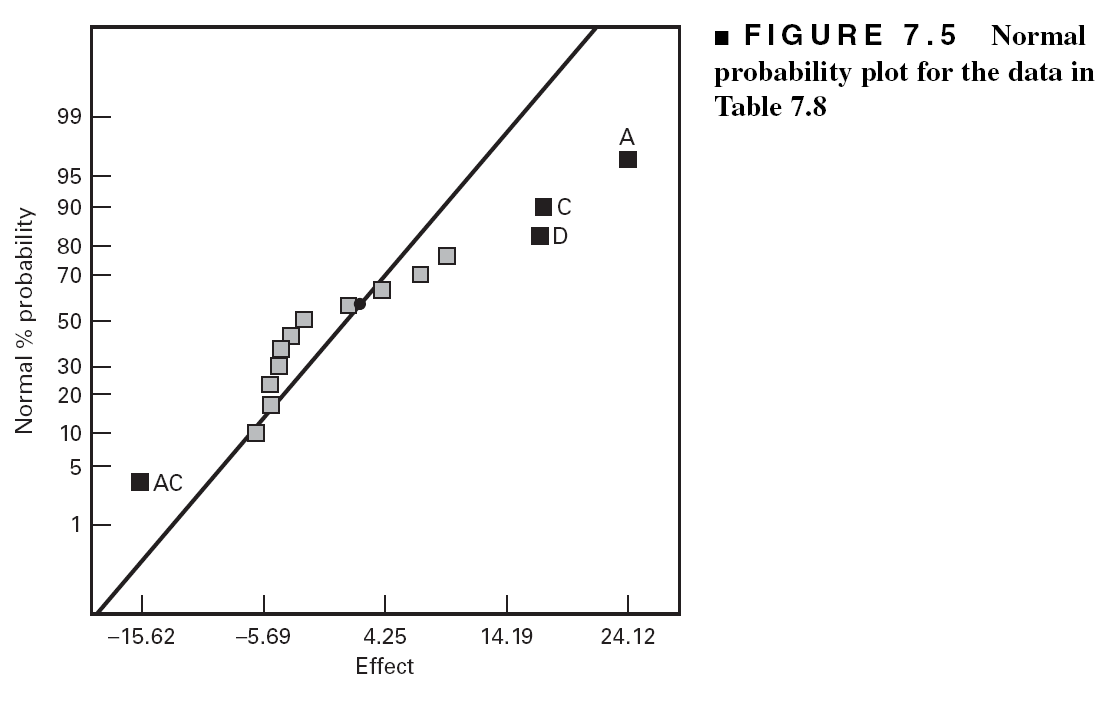 ■ FIGURE 7.5 Normal
probability plot for the data in
Table 7.8
99
95
90
80
70
50
30
20
10
5
1
Normal % probability
A
C
D
AC
–15.62
–5.69
4.25
14.19
24.12
Effect